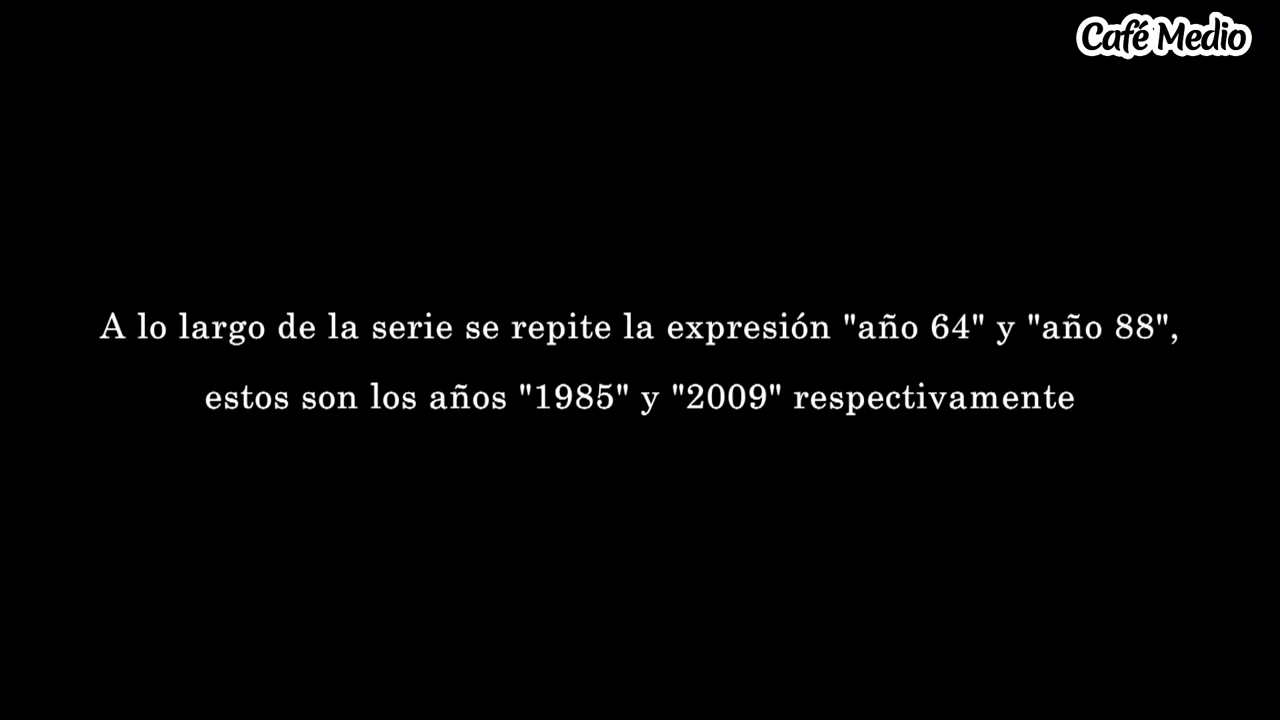 Café Medio
A lo largo de la serie se repite la expresión "año 64" y "año 88",
estos son los años "1985" y "2009" respectivamente